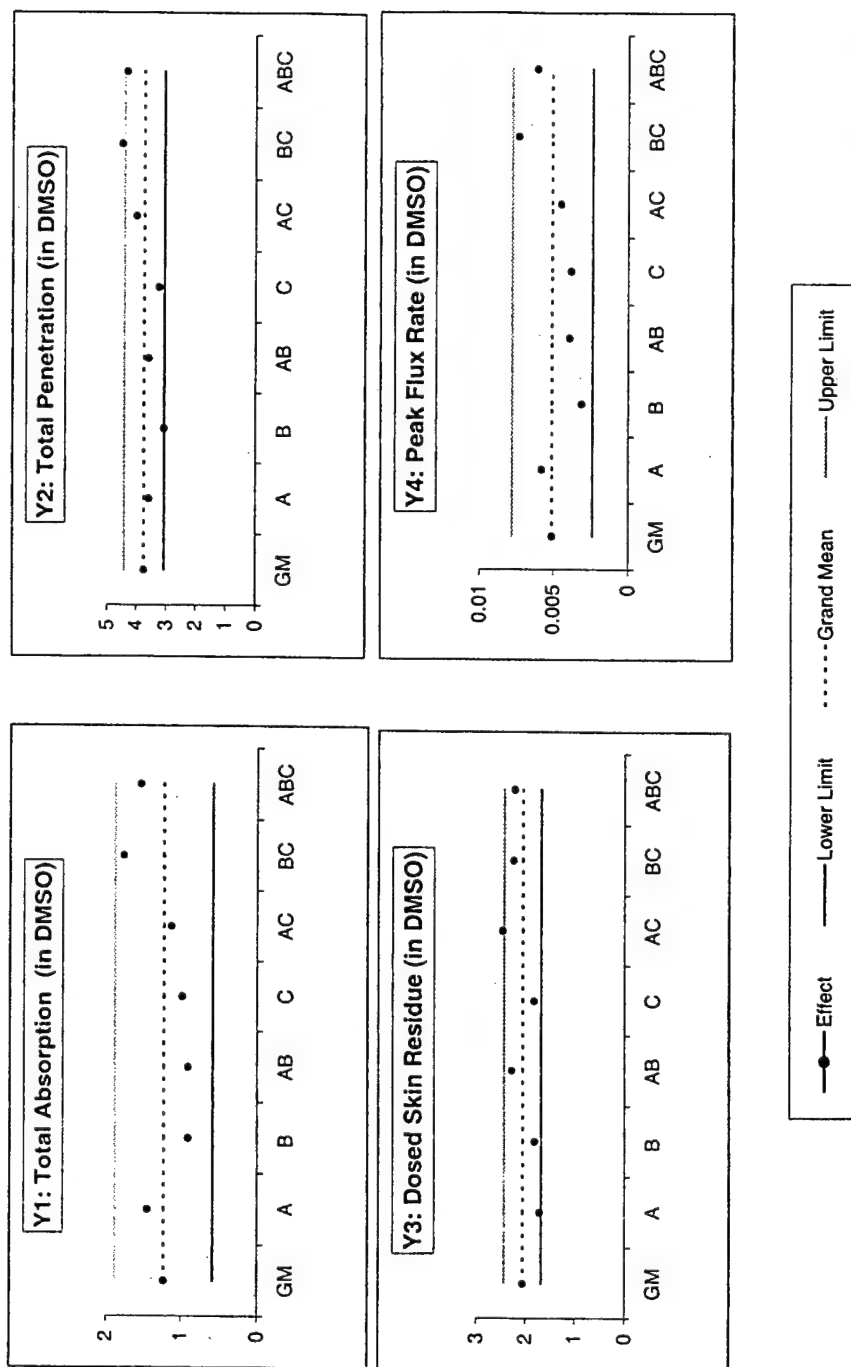 Y1: Total Absorption (in DMSO)
2
1
0
GM A B AB C AC BC ABC
Y2: Total Penetration (in DMSO)
5
4
3
2
1
0
GM A B AB C AC BC ABC
Y3: Dosed Skin Residue (in DMSO)
3
2
1
0
GM A B AB C AC BC ABC
Y4: Peak Flux Rate (in DMSO)
0.01
0.005
0
GM A B AB C AC BC ABC
Effect Lower Limit Grand Mean Upper Limit